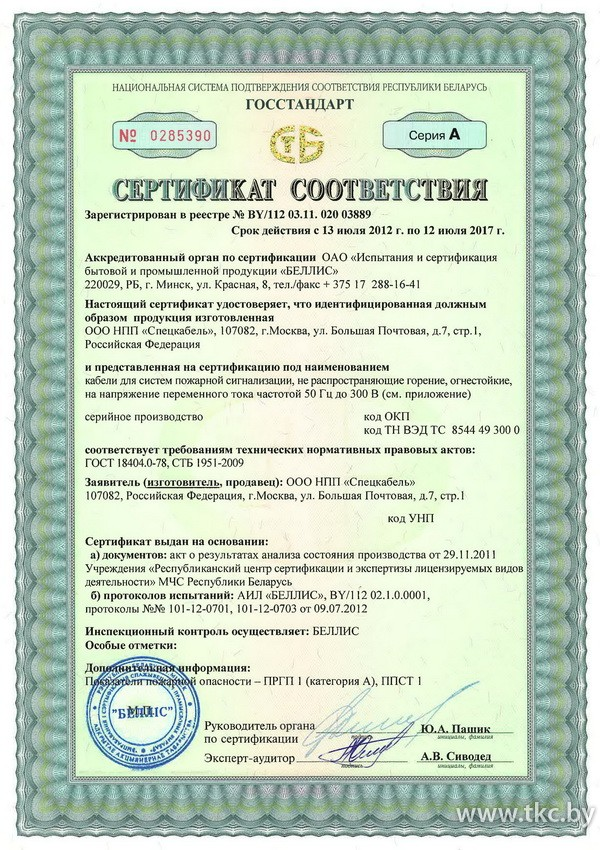 НАЦИОНАЛЬНАЯ СИСТЕМА ПОДТВЕРЖДЕНИЯ СООТВЕТСТВИЯ РЕСПУБЛИКИ БЕЛАРУСЬ
ГОССТАНДАРТ
№ 0285390
СТБ
Серия А
СЕРТИФИКАТ СООТВЕТСТВИЯ
Зарегистрирован в реестре № BY/112 03.11. 020 03889
Срок действия с 13 июля 2012 г. по 12 июля 2017 г.
Аккредитованный орган по сертификации ОАО «Испытания и сертификация
бытовой и промышленной продукции «БЕЛЛИС»
220029, РБ, г. Минск, ул. Красная, 8, тел./факс + 375 17 288-16-41
Настоящий сертификат удостоверяет, что идентифицированная должным
образом продукция изготовленная
ООО НПП «Спецкабель», 107082, г.Москва, ул. Большая Почтовая, д.7, стр.1,
Российская Федерация
и представленная на сертификацию под наименованием
кабели для систем пожарной сигнализации, не распространяющие горение, огнестойкие,
на напряжение переменного тока частотой 50 Гц до 300 В (см. приложение)
серийное производство код ОКП
код ТН ВЭД ТС 8544 49 300 0
соответствует требованиям технических нормативных правовых актов:
ГОСТ 18404.0-78, СТБ 1951-2009
Заявитель (изготовитель, продавец): ООО НПП «Спецкабель»
107082, Российская Федерация, г.Москва, ул. Большая Почтовая, д.7, стр.1
код УНП
Сертификат выдан на основании:
а) документов: акт о результатах анализа состояния производства от 29.11.2011
Учреждения «Республиканский центр сертификации и экспертизы лицензируемых видов
деятельности» МЧС Республики Беларусь
б) протоколов испытаний: АИЛ «БЕЛЛИС», BY/112 02.1.0.0001,
протоколы №№ 101-12-0701, 101-12-0703 от 09.07.2012
Инспекционный контроль осуществляет: БЕЛЛИС
Особые отметки:
Дополнительная информация:
Показатели пожарной опасности – ПРГП 1 (категория А), ППСТ 1
М.П.
"БЕЛЛІС"
Руководитель органа
по сертификации
Ю.А. Пашик
подпись
инициалы, фамилия
Эксперт-аудитор
А.В. Сиводед
подпись
инициалы, фамилия
www.tkc.by